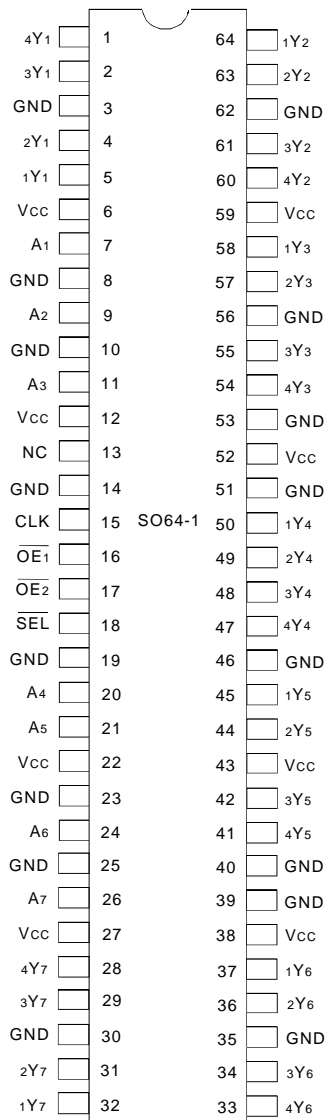 4Y1 1 64 1Y2
3Y1 2 63 2Y2
GND 3 62 GND
2Y1 4 61 3Y2
1Y1 5 60 4Y2
VCC 6 59 VCC
A1 7 58 1Y3
GND 8 57 2Y3
A2 9 56 GND
GND 10 55 3Y3
A3 11 54 4Y3
VCC 12 53 GND
NC 13 52 VCC
GND 14 51 GND
CLK 15 SO64-1 50 1Y4
OE1 16 49 2Y4
OE2 17 48 3Y4
SEL 18 47 4Y4
GND 19 46 GND
A4 20 45 1Y5
A5 21 44 2Y5
VCC 22 43 VCC
GND 23 42 3Y5
A6 24 41 4Y5
GND 25 40 GND
A7 26 39 GND
VCC 27 38 VCC
4Y7 28 37 1Y6
3Y7 29 36 2Y6
GND 30 35 GND
2Y7 31 34 3Y6
1Y7 32 33 4Y6